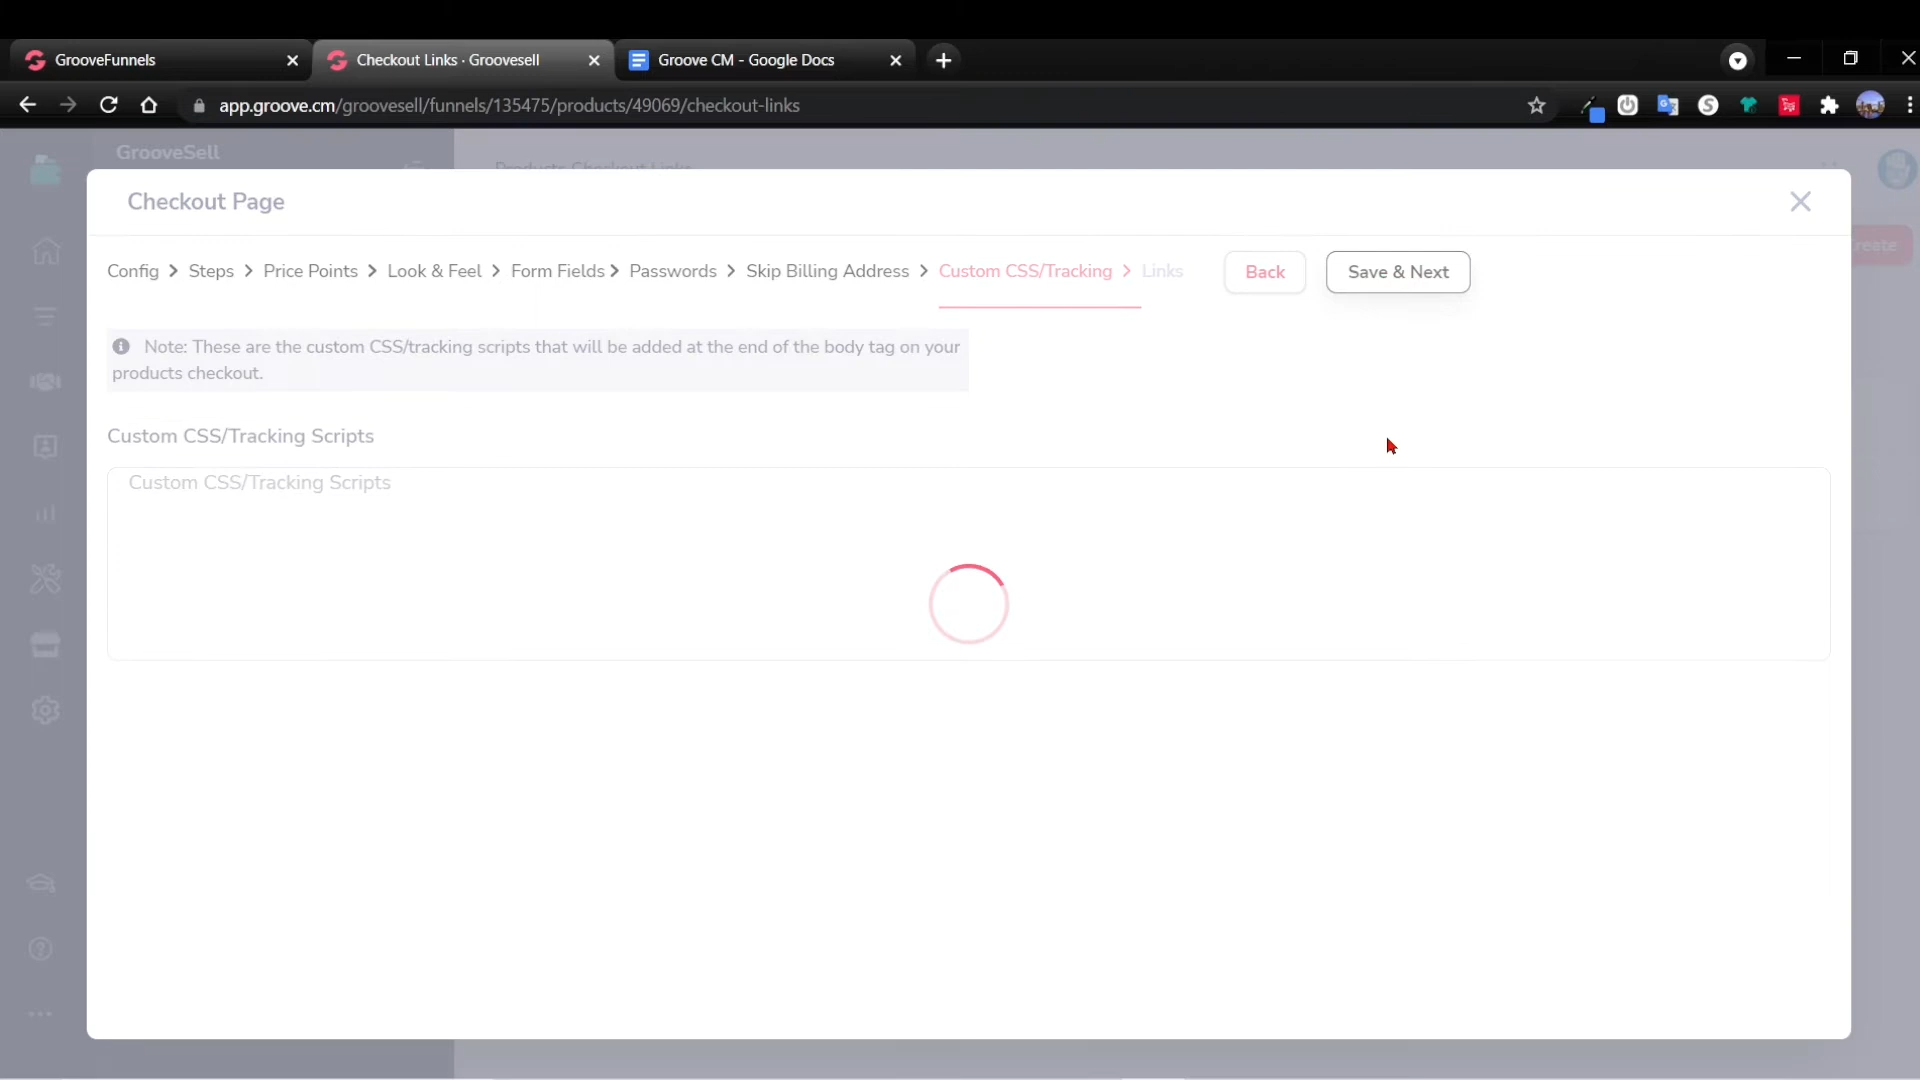 GrooveFunnels
Checkout Links · Groovesell
Groove CM - Google Docs
app.groove.cm/groovesell/funnels/135475/products/49069/checkout-links
GrooveSell
Products Checkout Links
Checkout Page
reate
Config > Steps > Price Points > Look & Feel > Form Fields > Passwords > Skip Billing Address > Custom CSS/Tracking > Links
Back
Save & Next
Note: These are the custom CSS/tracking scripts that will be added at the end of the body tag on your
products checkout.
Custom CSS/Tracking Scripts
Custom CSS/Tracking Scripts